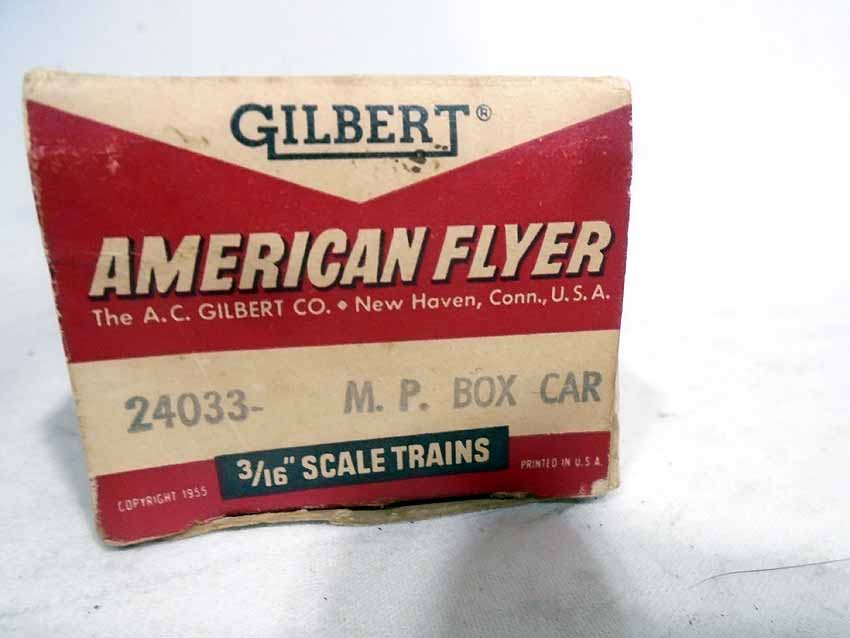 GILBERT®
AMERICAN FLYER
The A.C. GILBERT CO. • New Haven, Conn., U.S.A.
24033- M. P. BOX CAR
3/16" SCALE TRAINS
COPYRIGHT 1955
PRINTED IN U.S.A.